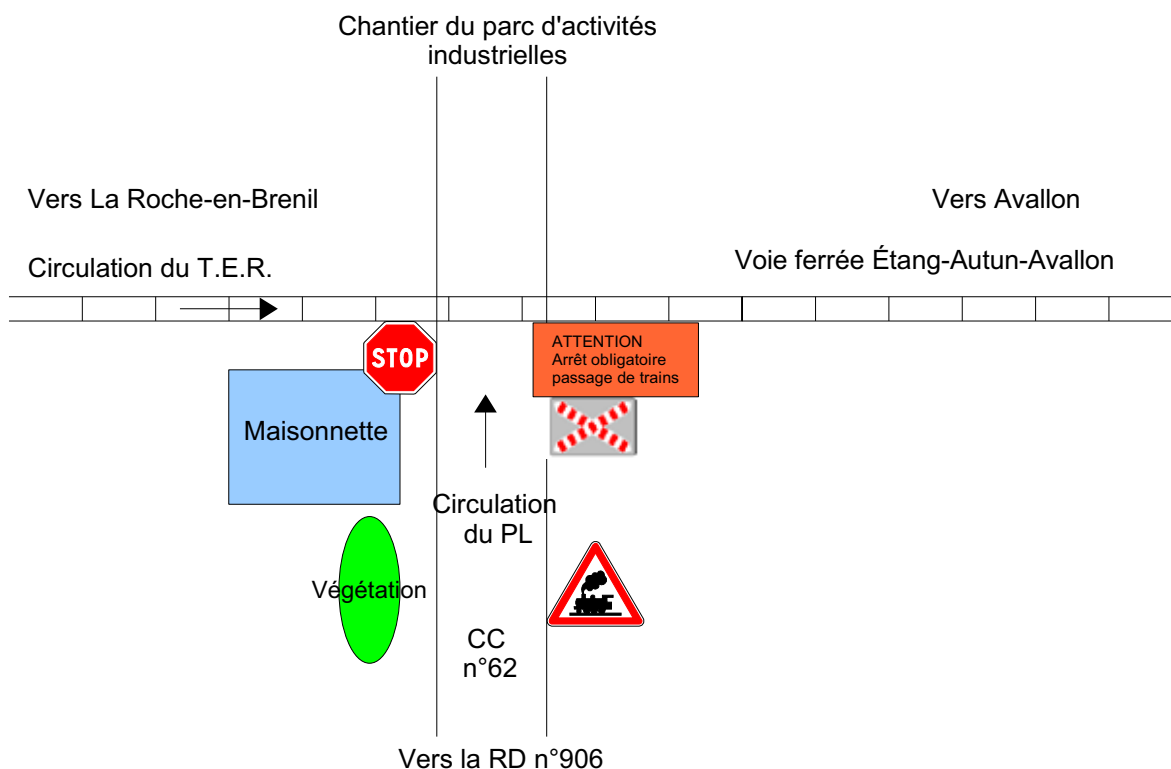 Chantier du parc d'activités
industrielles
Vers La Roche-en-Brenil
Vers Avallon
Circulation du T.E.R.
Voie ferrée Étang-Autun-Avallon
STOP
ATTENTION
Arrêt obligatoire
passage de trains
Maisonnette
Circulation
du PL
Végétation
CC
n°62
Vers la RD n°906